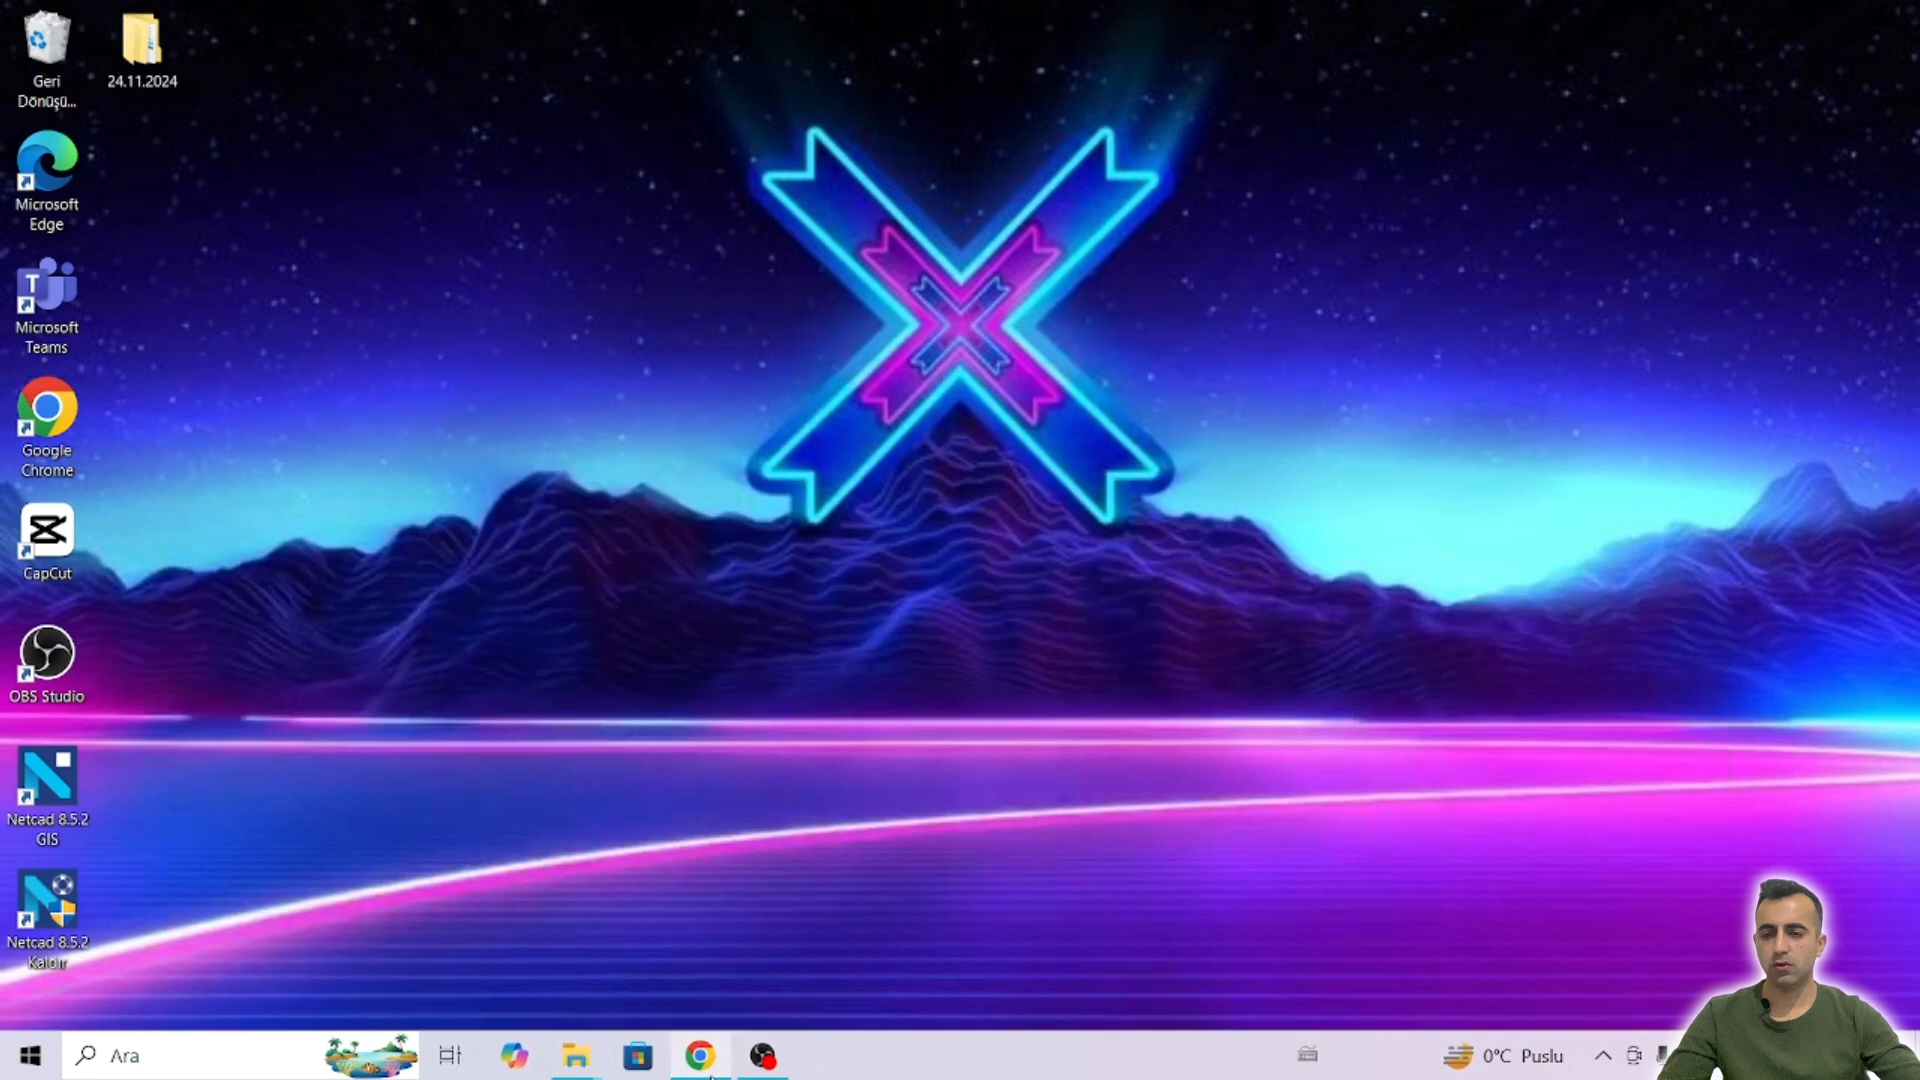 Geri
Dönüşü...
24.11.2024
Microsoft
Edge
Microsoft
Teams
Google
Chrome
CapCut
OBS Studio
Netcad 8.5.2
GIS
Netcad 8.5.2
Kaldır
Ara
0°C Puslu